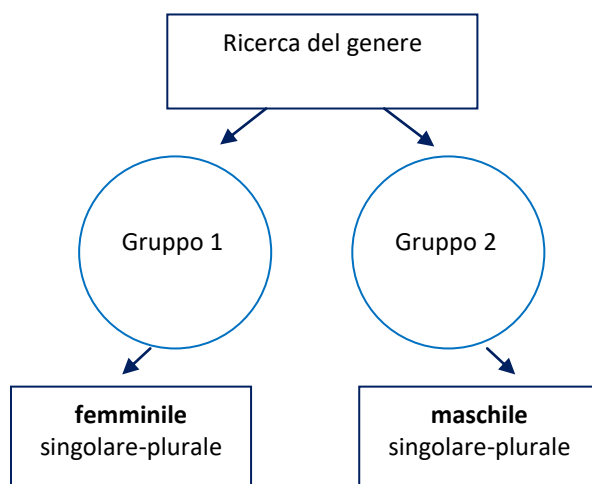 Ricerca del genere
Gruppo 1
Gruppo 2
femminile
singolare-plurale
maschile
singolare-plurale